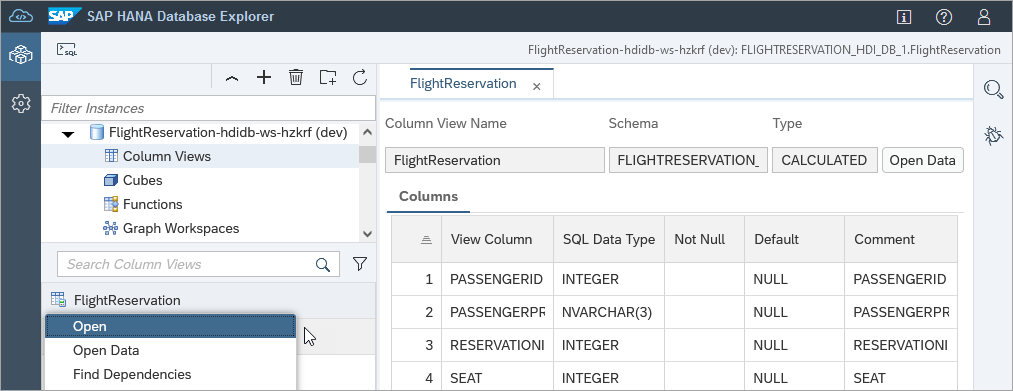 SAP SAP HANA Database Explorer
SQL
FlightReservation-hdidb-ws-hzkrf (dev): FLIGHTRESERVATION_HDI_DB_1.FlightReservation
Filter Instances
FlightReservation-hdidb-ws-hzkrf (dev)
Column Views
Cubes
Functions
Graph Workspaces
Search Column Views
FlightReservation
Open
Open Data
Find Dependencies
FlightReservation
Column View Name Schema Type
FlightReservation FLIGHTRESERVATION_ CALCULATED Open Data
Columns
View Column SQL Data Type Not Null Default Comment
1 PASSENGERID INTEGER NULL PASSENGERID
2 PASSENGERPR NVARCHAR(3) NULL PASSENGERPR
3 RESERVATIONI INTEGER NULL RESERVATIONI
4 SEAT INTEGER NULL SEAT